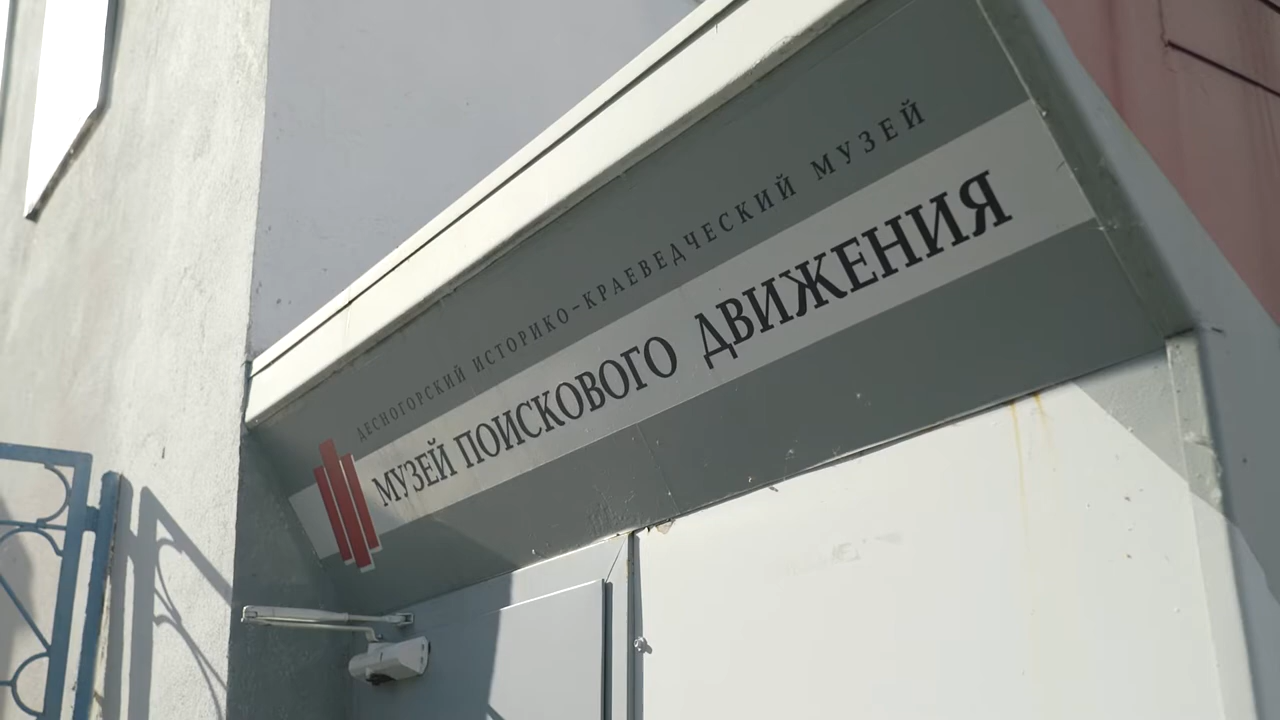 ДЕСНОГОРСКИЙ ИСТОРИКО-КРАЕВЕДЧЕСКИЙ МУЗЕЙ
МУЗЕЙ ПОИСКОВОГО ДВИЖЕНИЯ